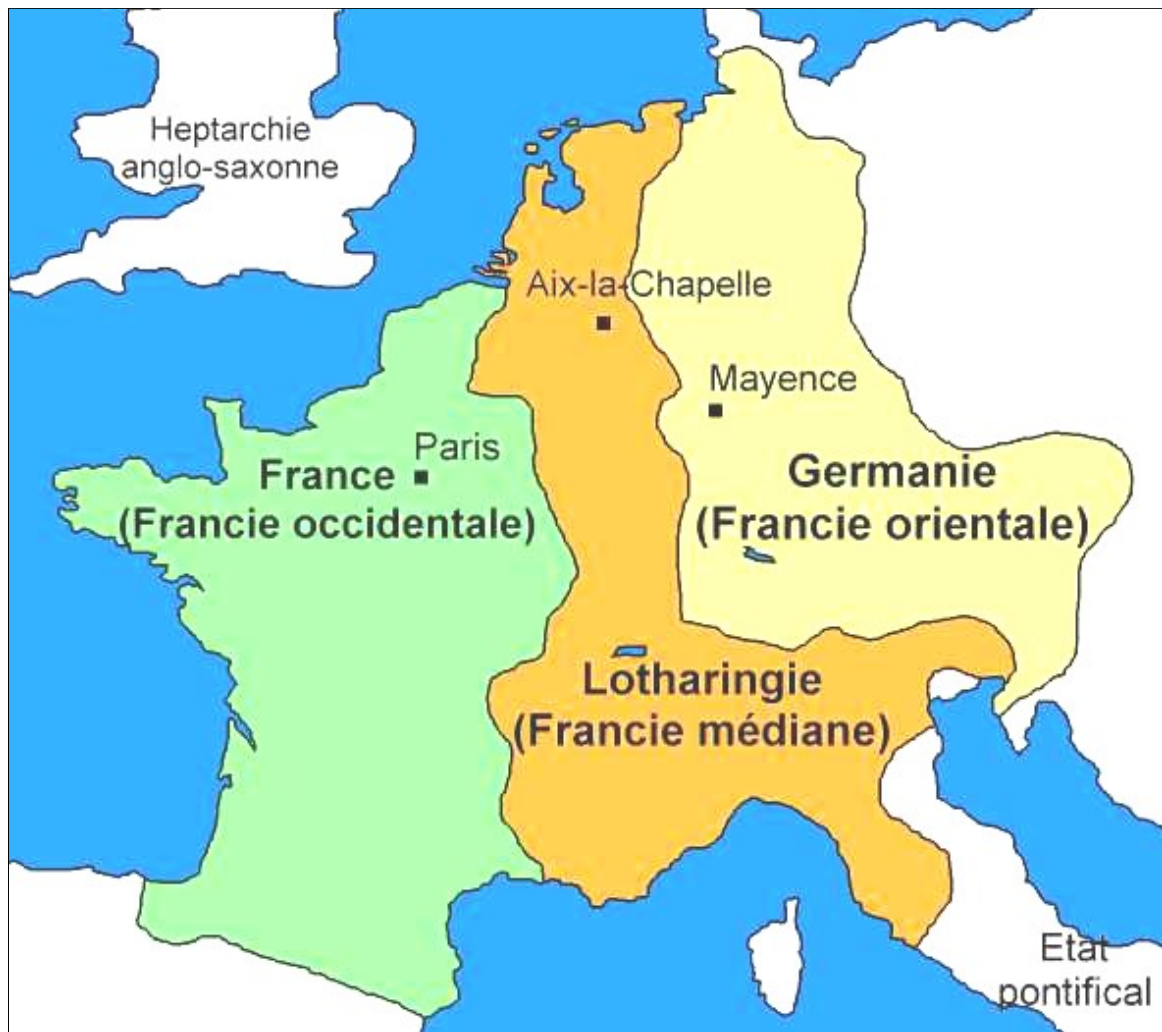 Heptarchie
anglo-saxonne
Aix-la-Chapelle
Mayence
Paris
France
(Francie occidentale)
Germanie
(Francie orientale)
Lotharingie
(Francie médiane)
Etat
pontifical